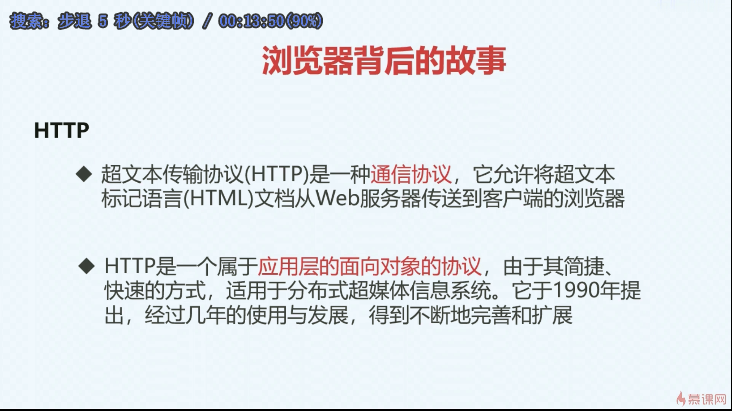 搜索: 步退 5 秒(关键帧) / 00:13:50(90%)
浏览器背后的故事
HTTP
◆ 超文本传输协议(HTTP)是一种通信协议，它允许将超文本
标记语言(HTML)文档从Web服务器传送到客户端的浏览器
◆ HTTP是一个属于应用层的面向对象的协议，由于其简捷、
快速的方式，适用于分布式超媒体信息系统。它于1990年提
出，经过几年的使用与发展，得到不断地完善和扩展
慕课网